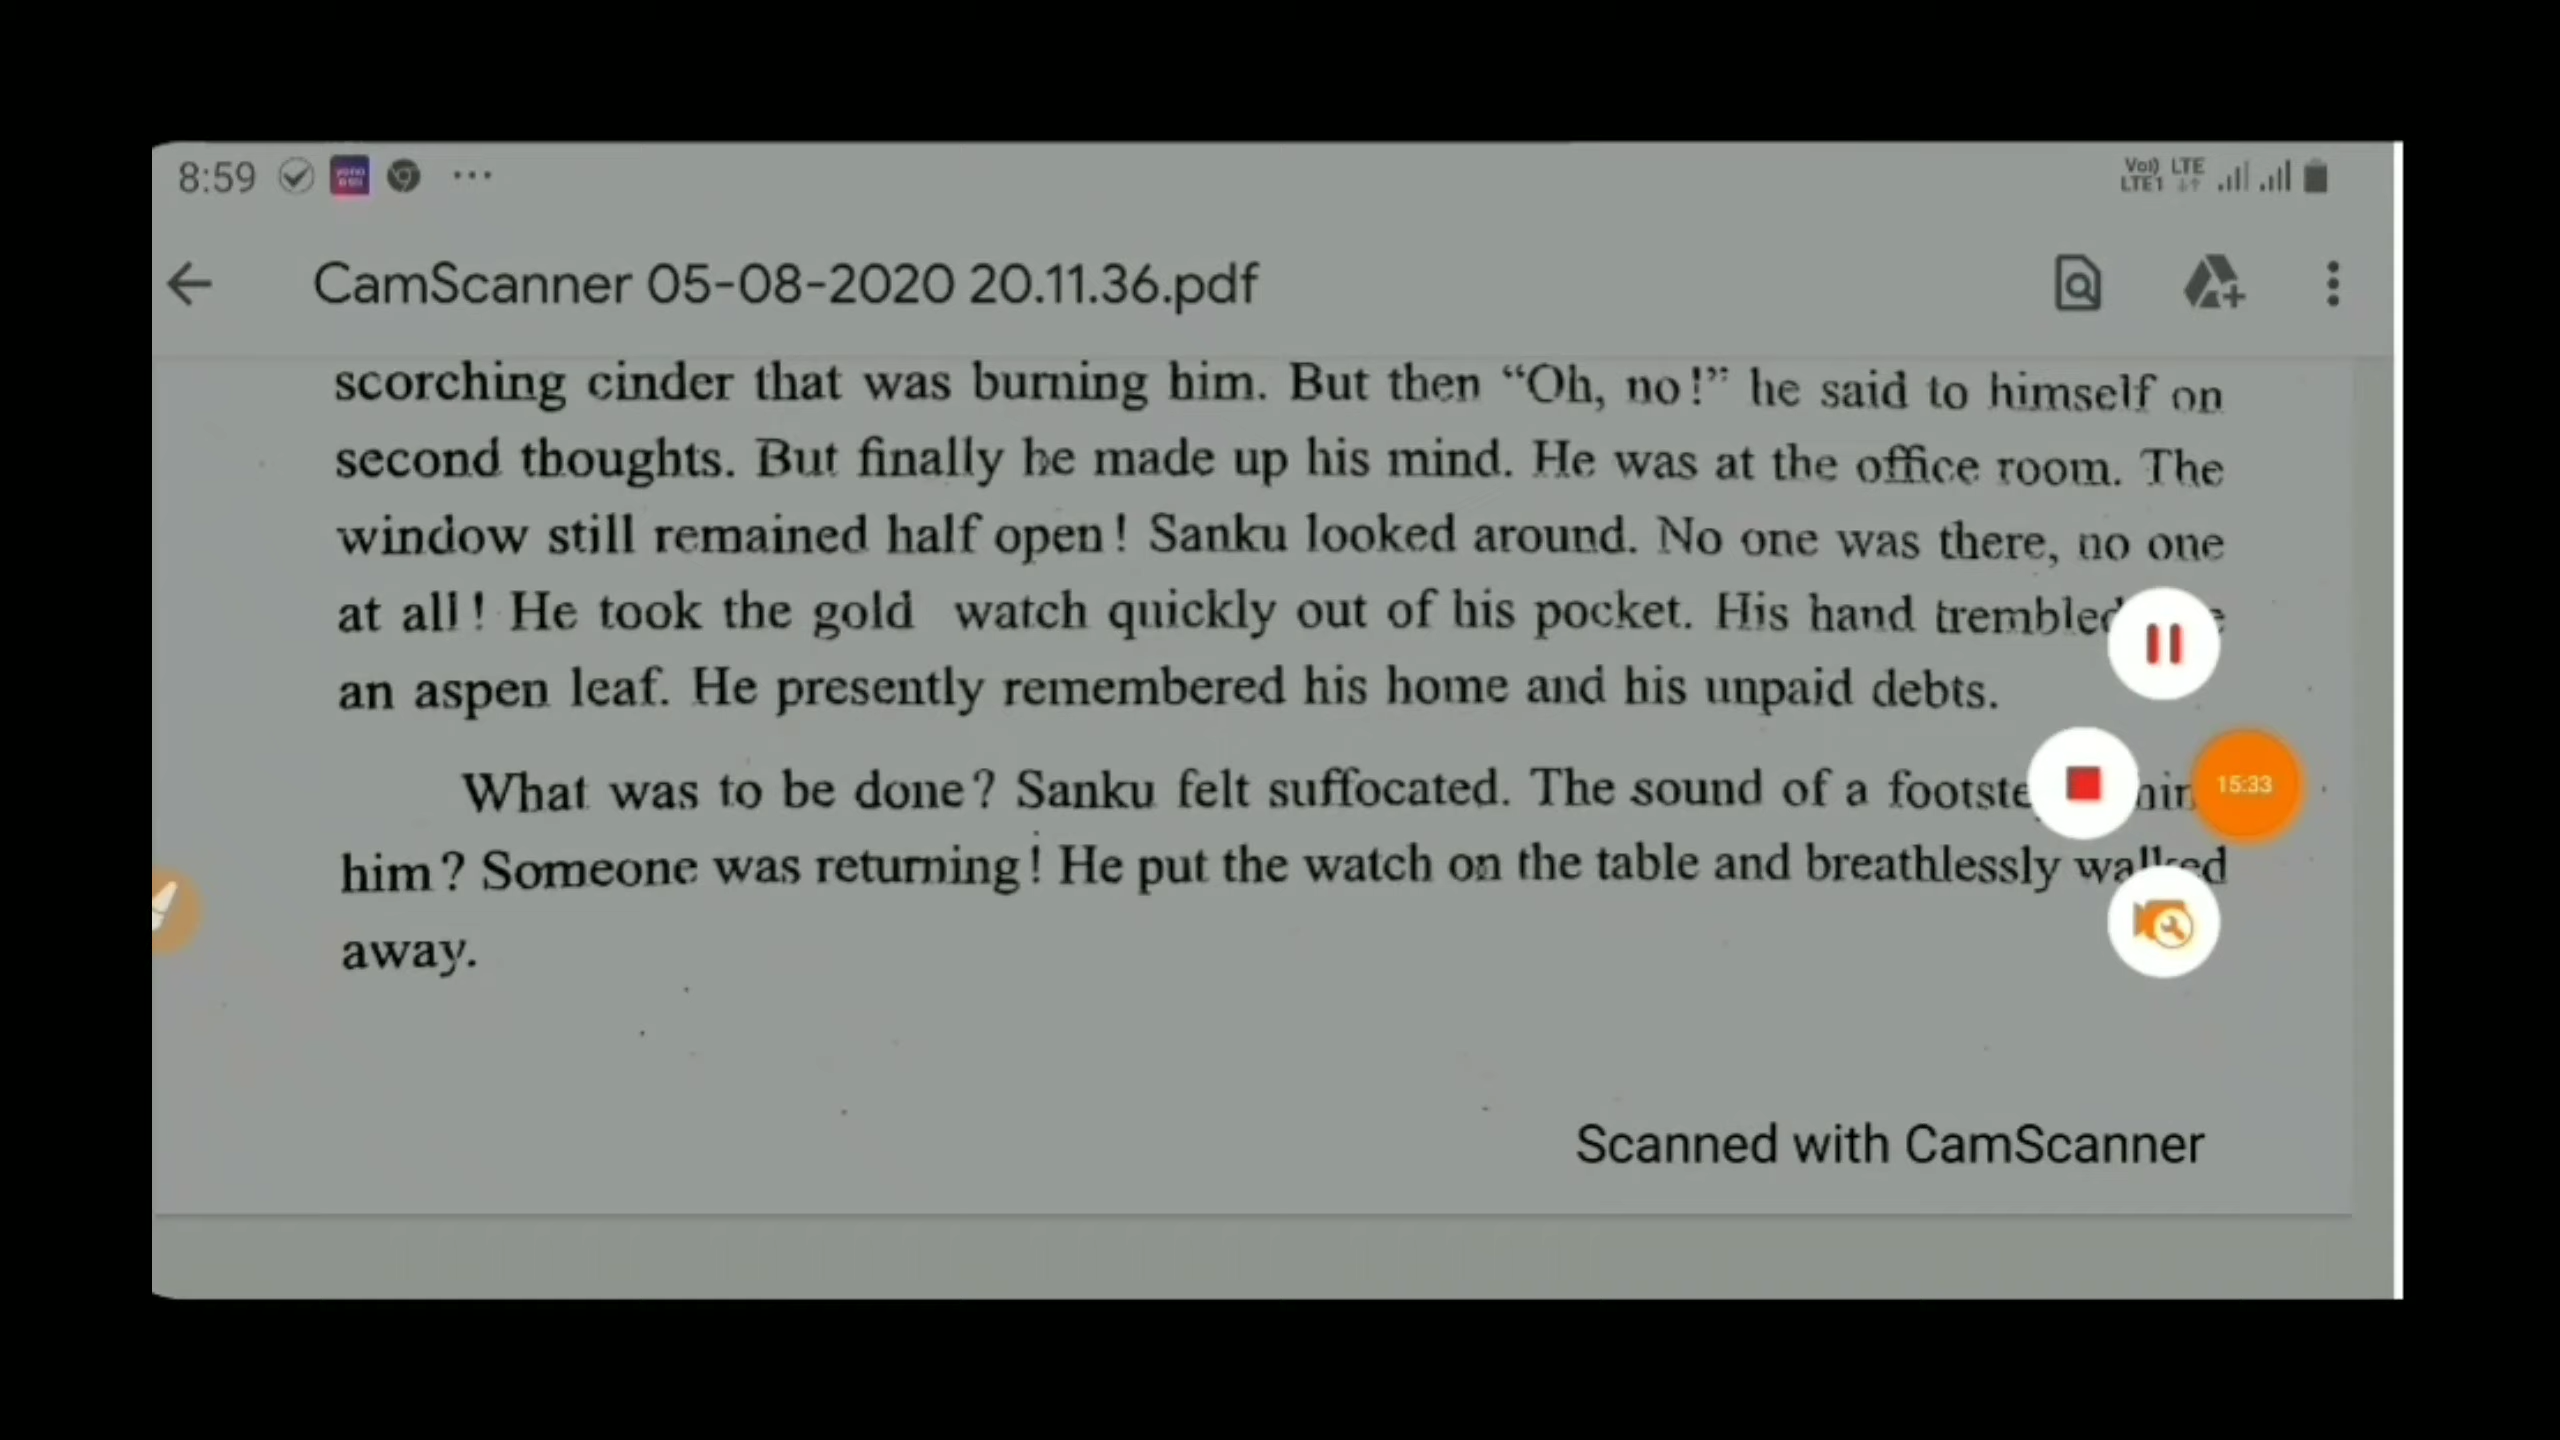 8:59
Vo)) LTE
LTE1
CamScanner 05-08-2020 20.11.36.pdf
scorching cinder that was burning him. But then “Oh, no!” he said to himself on
second thoughts. But finally he made up his mind. He was at the office room. The
window still remained half open! Sanku looked around. No one was there, no one
at all! He took the gold watch quickly out of his pocket. His hand
an aspen leaf. He presently remembered his home and his unpaid debts.
What was to be done? Sanku felt suffocated. The sound of a
15:33
him? Someone was returning! He put the watch on the table and breathlessly walked
away.
Scanned with CamScanner